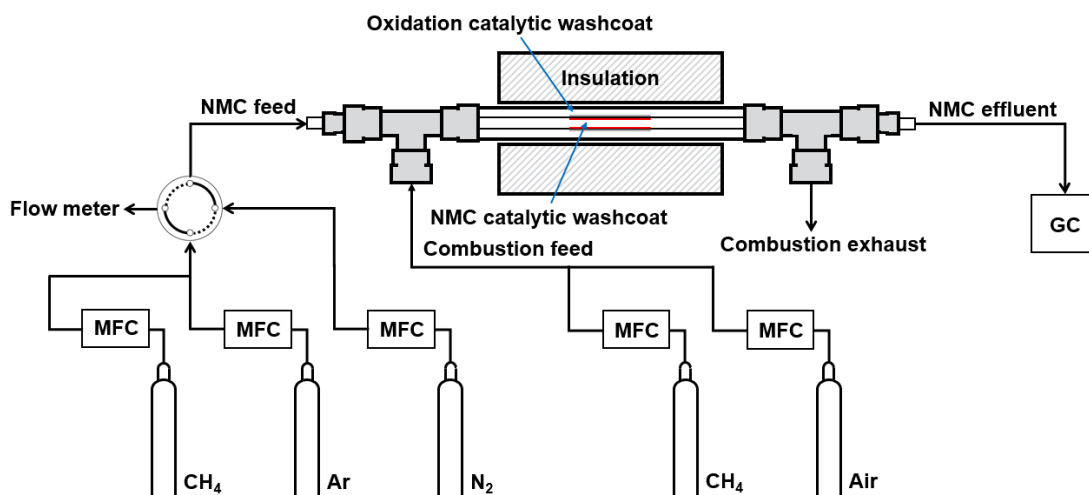 Oxidation catalytic washcoat
Insulation
NMC feed
NMC effluent
Flow meter
NMC catalytic washcoat
Combustion feed
Combustion exhaust
GC
MFC
MFC
MFC
MFC
MFC
CH₄
Ar
N₂
CH₄
Air